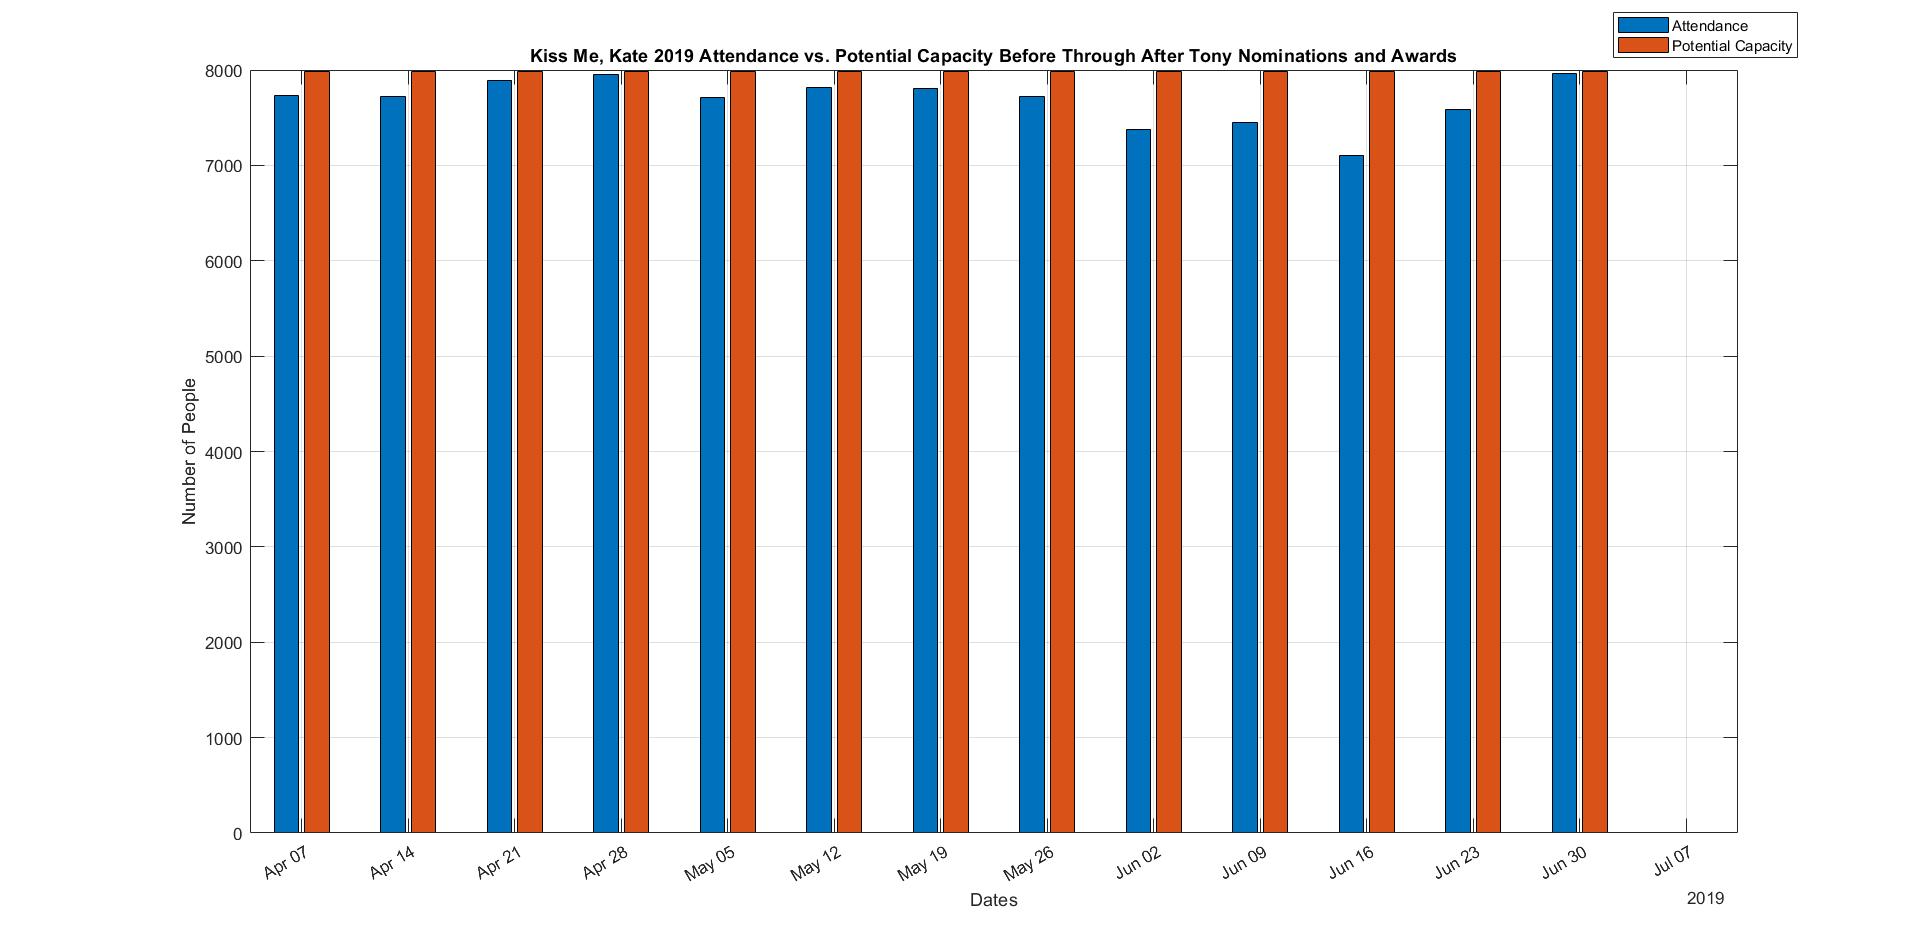 Attendance
Potential Capacity
Kiss Me, Kate 2019 Attendance vs. Potential Capacity Before Through After Tony Nominations and Awards
8000
7000
6000
5000
4000
3000
2000
1000
0
Number of People
Apr 07 Apr 14 Apr 21 Apr 28 May 05 May 12 May 19 May 26 Jun 02 Jun 09 Jun 16 Jun 23 Jun 30 Jul 07
Dates
2019